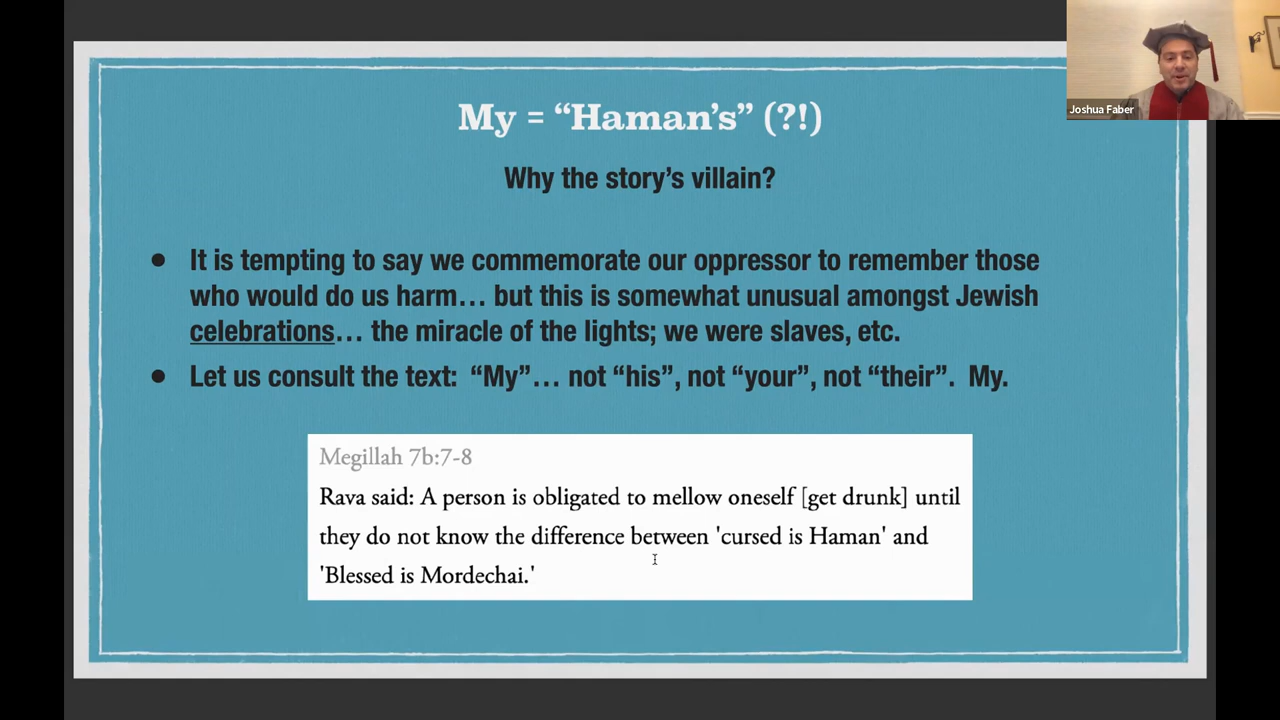 My = “Haman’s” (?!)
Why the story’s villain?
● It is tempting to say we commemorate our oppressor to remember those
who would do us harm… but this is somewhat unusual amongst Jewish
celebrations… the miracle of the lights; we were slaves, etc.
● Let us consult the text:  “My”… not “his”, not “your”, not “their”.  My.
Megillah 7b:7-8
Rava said: A person is obligated to mellow oneself [get drunk] until
they do not know the difference between 'cursed is Haman' and
'Blessed is Mordechai.'
Joshua Faber